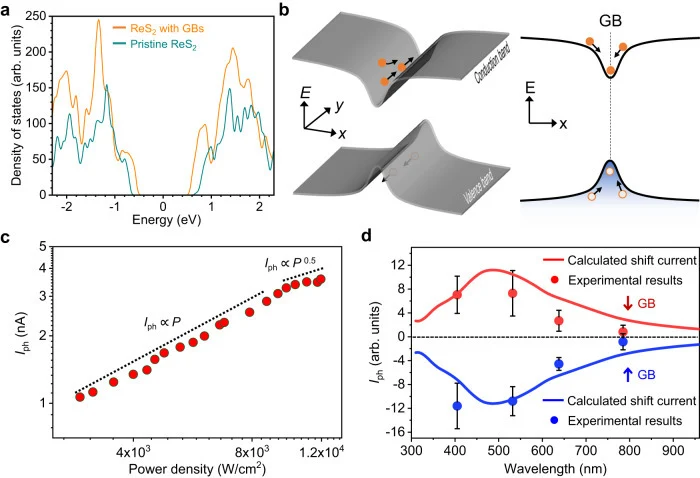 a
250
200
150
100
50
0
Density of states (arb. units)
ReS2 with GBs
Pristine ReS2
-2 -1 0 1 2
Energy (eV)
b
Conduction band
E
y
x
Valence band
GB
E
x
c
5
4
3
2
1
Iph (nA)
Iph ∝ P
Iph ∝ P 0.5
4x10³ 8x10³ 1.2x10⁴
Power density (W/cm²)
d
12
8
4
0
-4
-8
-12
-16
Iph (arb. units)
Calculated shift current
Experimental results
GB
GB
Calculated shift current
Experimental results
300 400 500 600 700 800 900
Wavelength (nm)